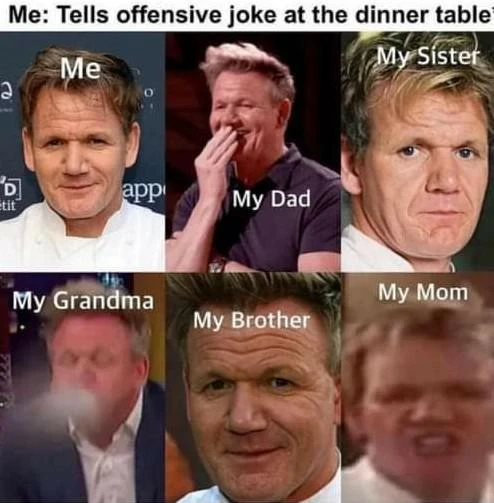 Me: Tells offensive joke at the dinner table
Me
My Dad
My Sister
app
My Grandma
My Brother
My Mom